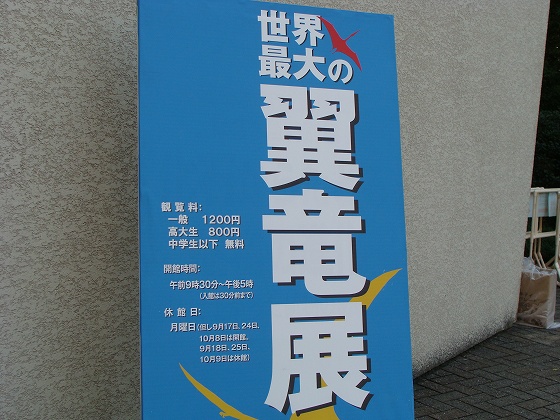 世界
最大の
翼竜展
観覧料:
一般 1200円
高大生 800円
中学生以下 無料
開館時間:
午前9時30分~午後5時
(入館は30分前まで)
休館日:
月曜日(但し9月17日、24日、
10月8日は開館。
9月18日、25日、
10月9日は休館)